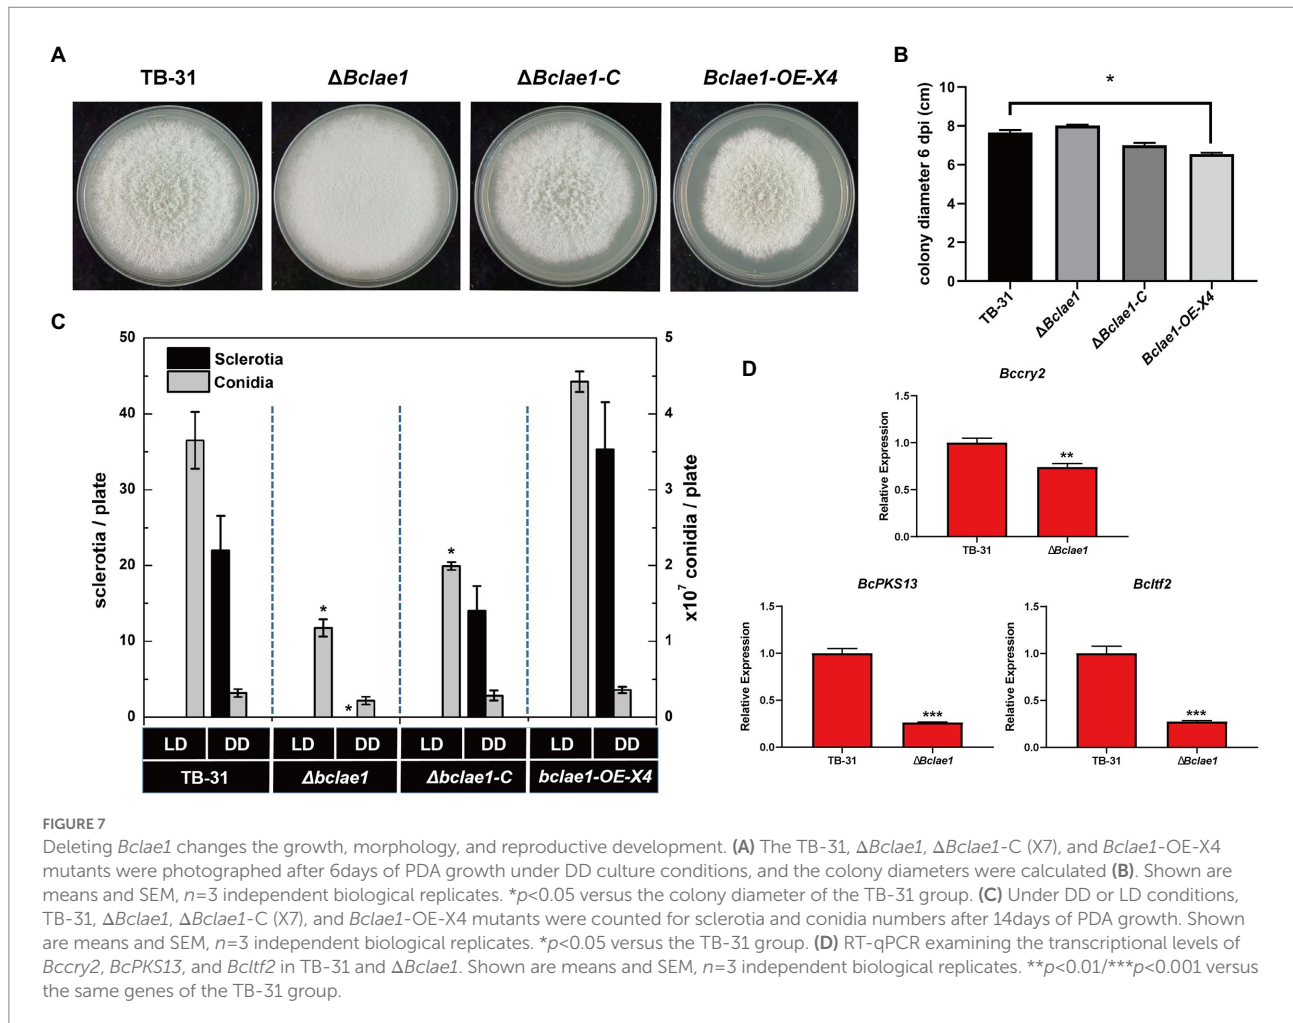 A
TB-31
ΔBclae1
ΔBclae1-C
Bclae1-OE-X4
B
*
colony diameter 6 dpi (cm)
10
8
6
4
2
0
TB-31
ΔBclae1
ΔBclae1-C
Bclae1-OE-X4
C
Sclerotia
Conidia
sclerotia / plate
50
40
30
20
10
0
x10⁷ conidia / plate
5
4
3
2
1
0
*
*
*
LD DD LD DD LD DD LD DD
TB-31 Δbclae1 Δbclae1-C bclae1-OE-X4
D
Bccry2
Relative Expression
1.5
1.0
0.5
0.0
**
TB-31 ΔBclae1
BcPKS13
Relative Expression
1.5
1.0
0.5
0.0
***
TB-31 ΔBclae1
Bcltf2
Relative Expression
1.5
1.0
0.5
0.0
***
TB-31 ΔBclae1
FIGURE 7
Deleting Bclae1 changes the growth, morphology, and reproductive development. (A) The TB-31, ΔBclae1, ΔBclae1-C (X7), and Bclae1-OE-X4
mutants were photographed after 6days of PDA growth under DD culture conditions, and the colony diameters were calculated (B). Shown are
means and SEM, n=3 independent biological replicates. *p<0.05 versus the colony diameter of the TB-31 group. (C) Under DD or LD conditions,
TB-31, ΔBclae1, ΔBclae1-C (X7), and Bclae1-OE-X4 mutants were counted for sclerotia and conidia numbers after 14days of PDA growth. Shown
are means and SEM, n=3 independent biological replicates. *p<0.05 versus the TB-31 group. (D) RT-qPCR examining the transcriptional levels of
Bccry2, BcPKS13, and Bcltf2 in TB-31 and ΔBclae1. Shown are means and SEM, n=3 independent biological replicates. **p<0.01/***p<0.001 versus
the same genes of the TB-31 group.